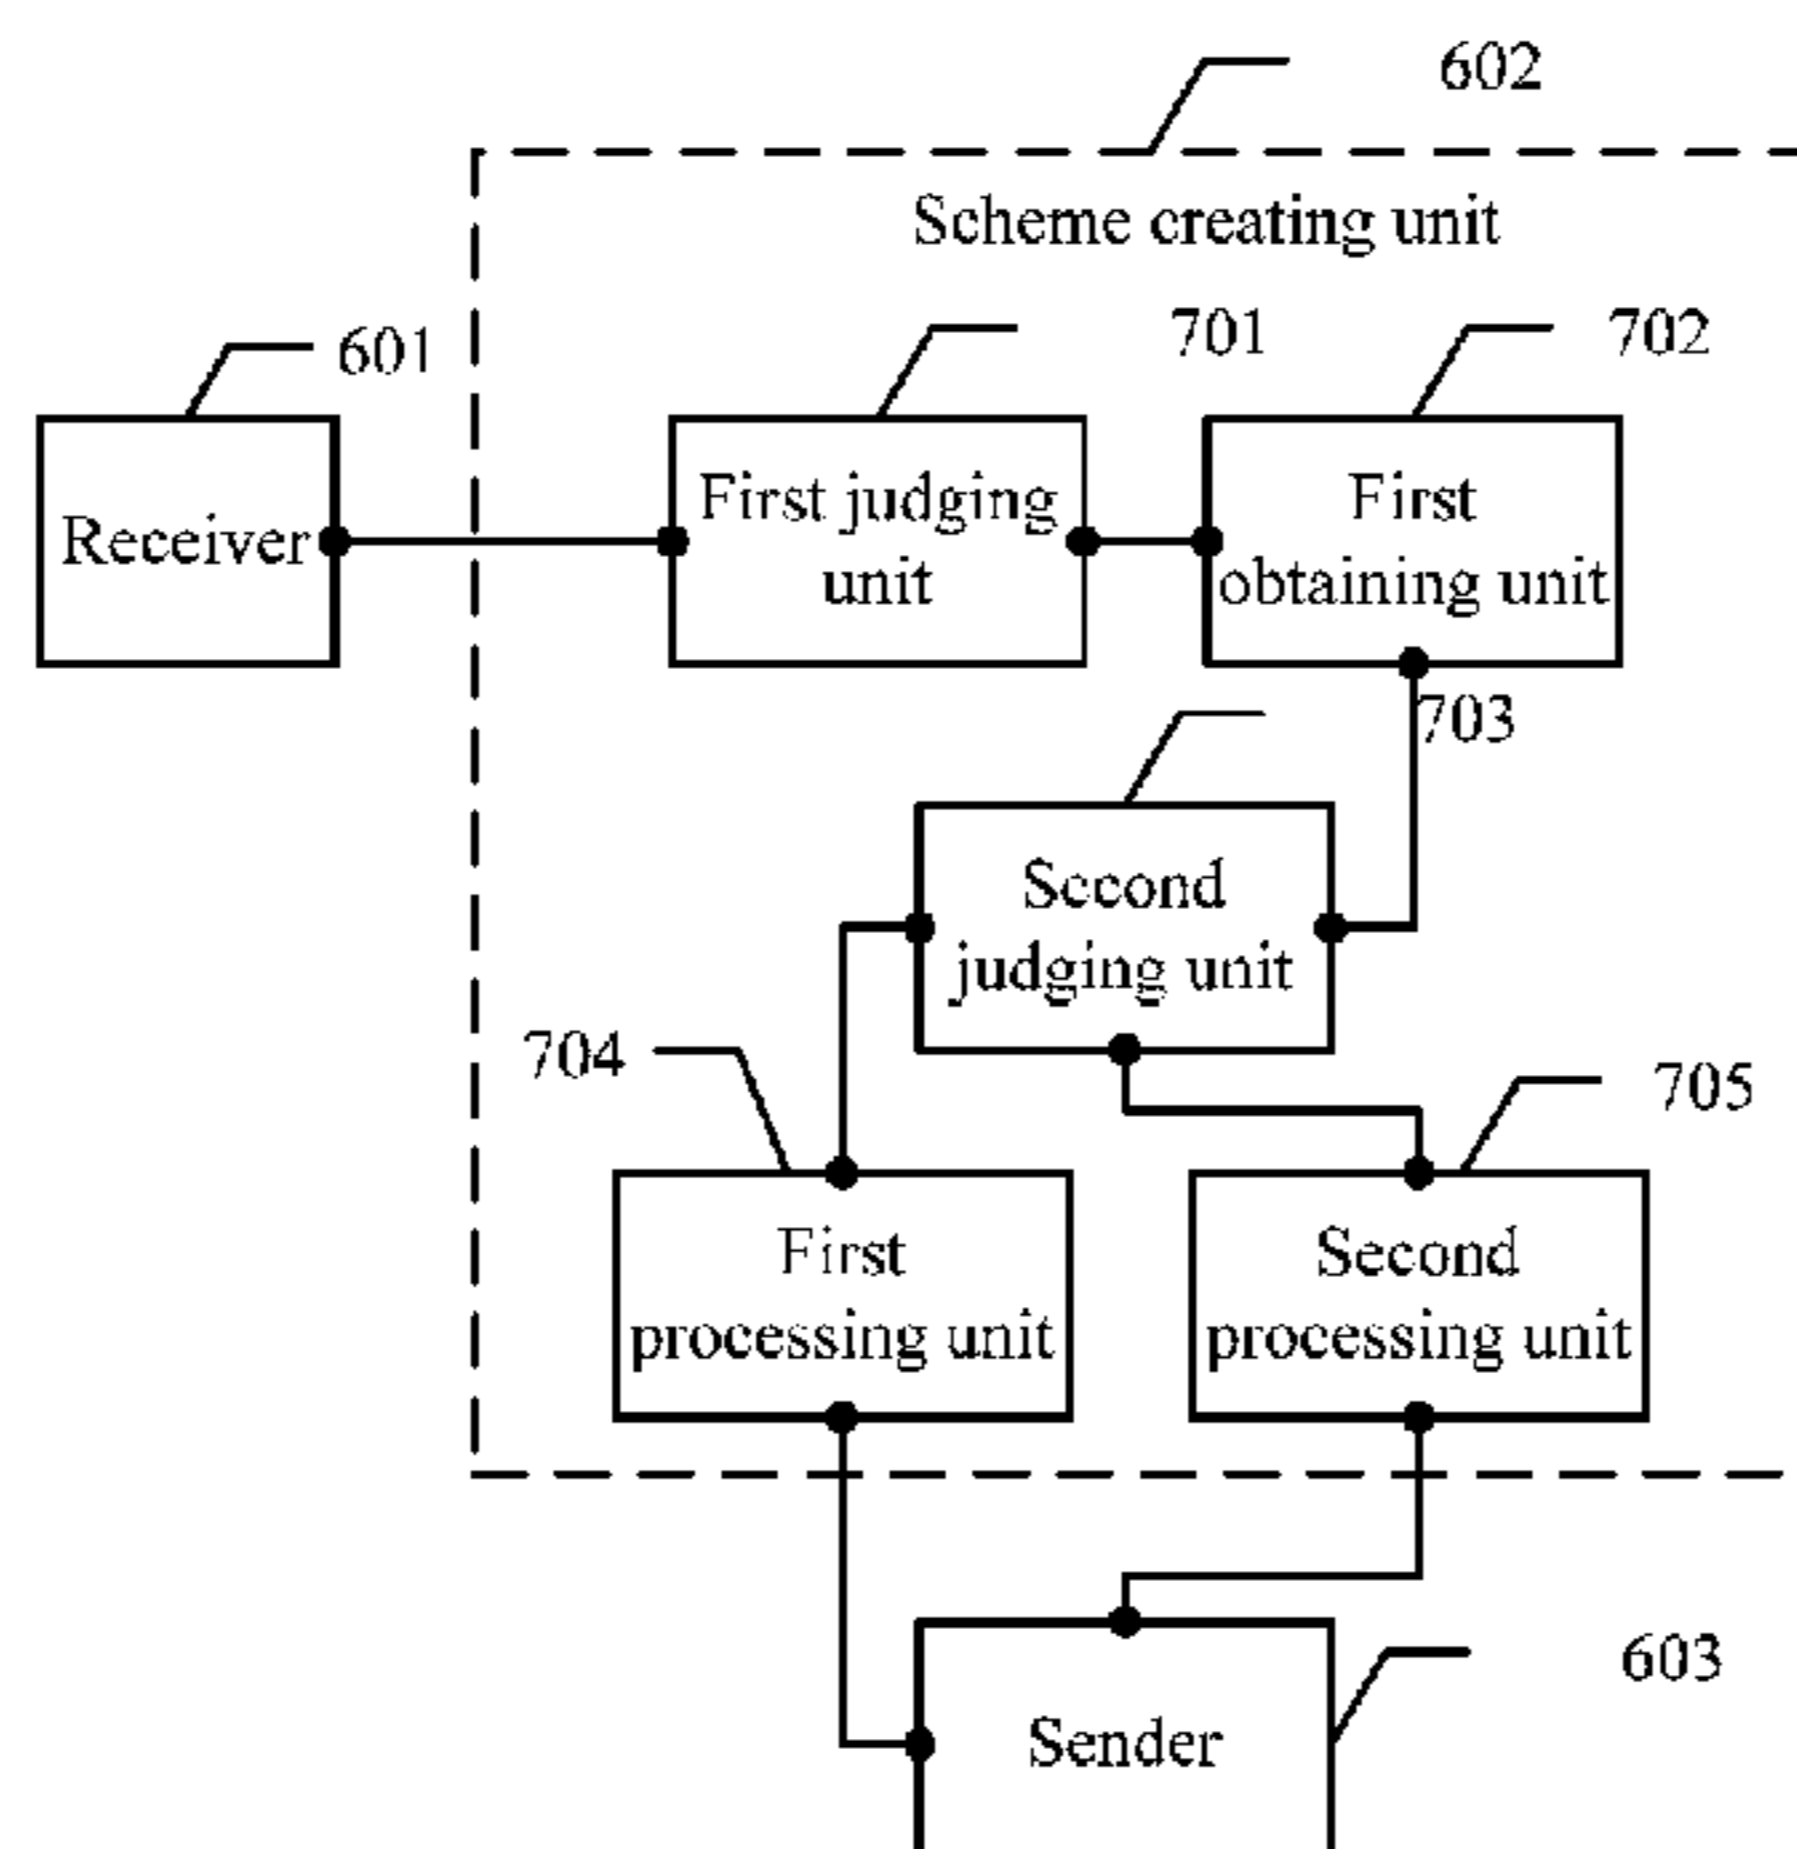 602
Scheme creating unit
601
701
702
Receiver
First judging
unit
First
obtaining unit
703
Second
judging unit
704
705
First
processing unit
Second
processing unit
603
Sender